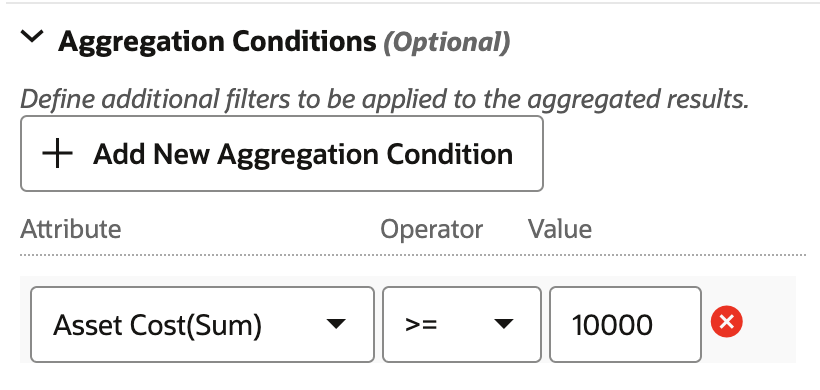 Aggregation Conditions (Optional)
Define additional filters to be applied to the aggregated results.
Add New Aggregation Condition
Attribute Operator Value
Asset Cost(Sum) >= 10000